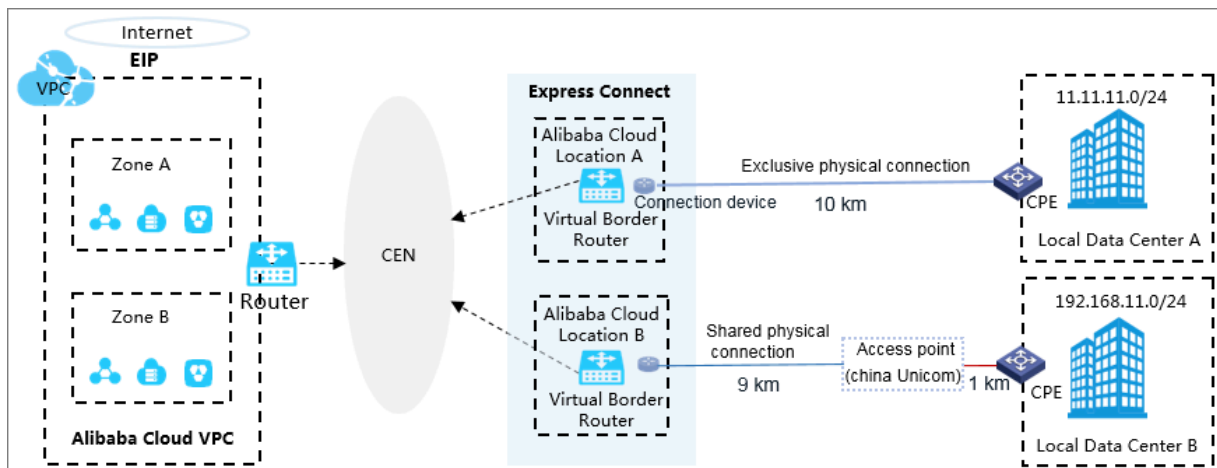 Internet
EIP
VPC
Zone A
Zone B
Alibaba Cloud VPC
Router
CEN
Express Connect
Alibaba Cloud
Location A
Virtual Border
Router
Connection device
Exclusive physical connection
10 km
11.11.11.0/24
CPE
Local Data Center A
Alibaba Cloud
Location B
Virtual Border
Router
Shared physical
connection
9 km
Access point
(china Unicom)
1 km
192.168.11.0/24
CPE
Local Data Center B